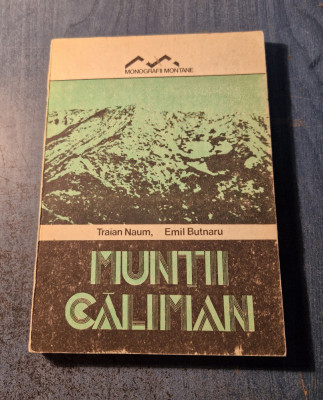 MONOGRAFII MONTANE
Traian Naum, Emil Butnaru
MUNTII
CALIMAN